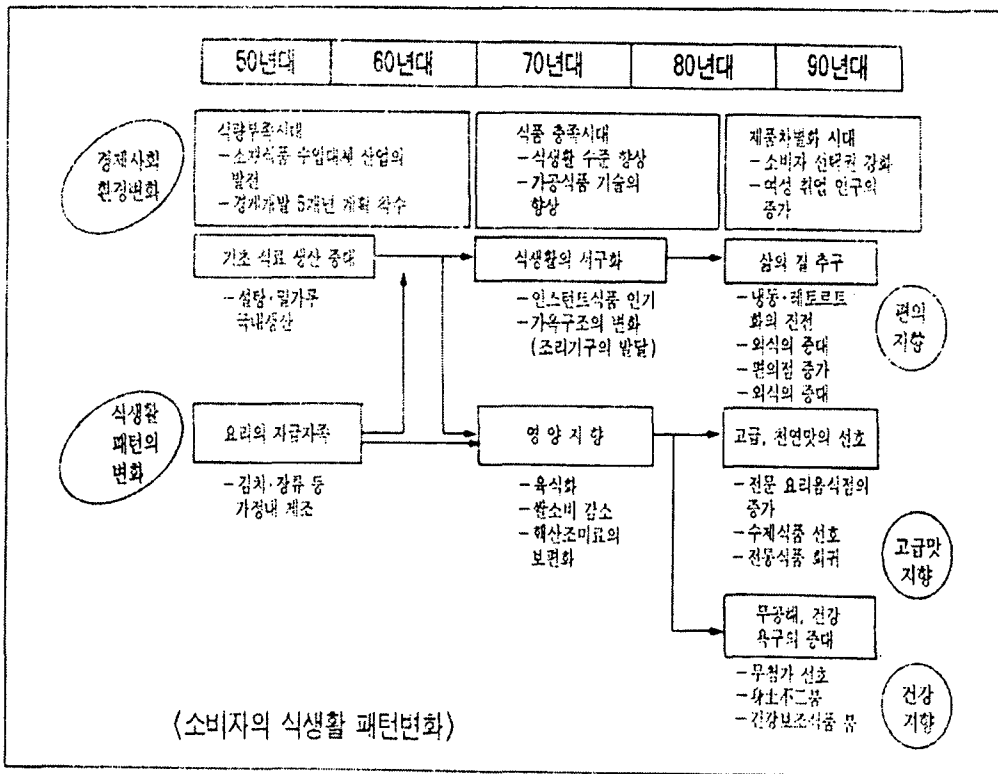 50년대
60년대
70년대
80년대
90년대
경제사회
환경변화
식량부족시대
-소재식품 수입대체 산업의
발전
-경제개발 5개년 계획 착수
식품 충족시대
-식생활 수준 향상
-가공식품 기술의
향상
제품차별화 시대
-소비자 선택권 강화
-여성 취업 인구의
증가
기초 식료 생산 증대
-설탕·밀가루
국내생산
식생활의 서구화
-인스턴트식품 인기
-가옥구조의 변화
(조리기구의 발달)
삶의 질 추구
-냉동·레토르트
화의 진전
-외식의 증대
-편의점 증가
-외식의 증대
편의
지향
식생활
패턴의
변화
요리의 자급자족
-김치·장류 등
가정내 제조
영양지향
-육식화
-쌀소비 감소
-핵산조미료의
보편화
고급, 천연맛의 선호
-전문 요리음식점의
증가
-수제식품 선호
-전통식품 회귀
고급맛
지향
무공해, 건강
욕구의 증대
-무첨가 선호
-身土不二붐
-건강보조식품 붐
건강
지향
〈소비자의 식생활 패턴변화〉